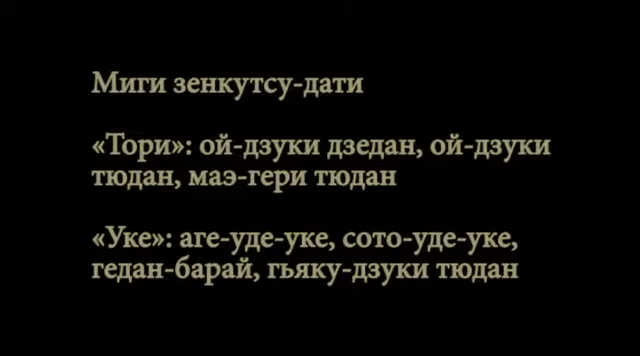 Миги зенкутсу-дати
«Тори»: ой-дзуки дзедан, ой-дзуки
тюдан, маэ-гери тюдан
«Уке»: аге-уде-уке, сото-уде-уке,
гедан-барай, гьяку-дзуки тюдан